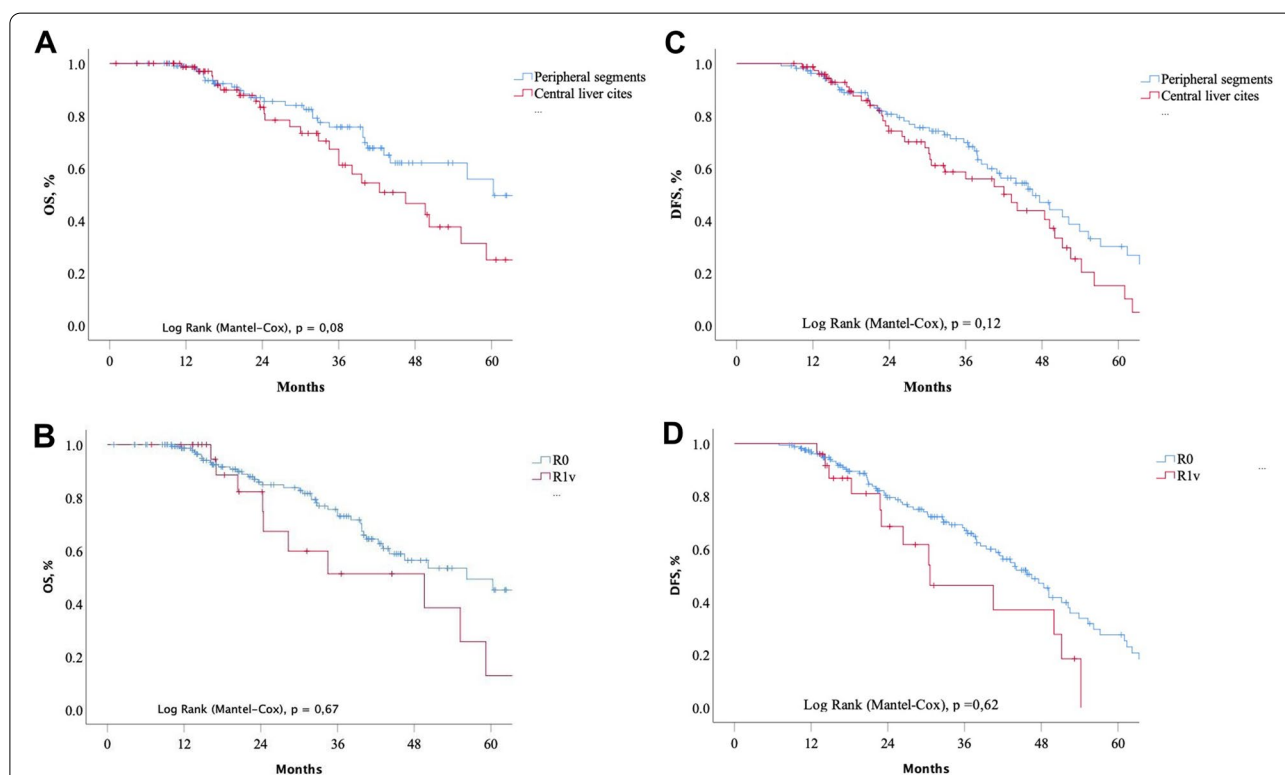 A
OS, %
1.0
0.8
0.6
0.4
0.2
0.0
Peripheral segments
Central liver cites
...
Log Rank (Mantel-Cox), p = 0,08
0 12 24 36 48 60
Months
C
DFS, %
1.0
0.8
0.6
0.4
0.2
0.0
Peripheral segments
Central liver cites
...
Log Rank (Mantel-Cox), p = 0,12
0 12 24 36 48 60
Months
B
OS, %
1.0
0.8
0.6
0.4
0.2
0.0
R0
R1v
...
Log Rank (Mantel-Cox), p = 0,67
0 12 24 36 48 60
Months
D
DFS, %
1.0
0.8
0.6
0.4
0.2
0.0
R0
R1v
...
Log Rank (Mantel-Cox), p =0,62
0 12 24 36 48 60
Months